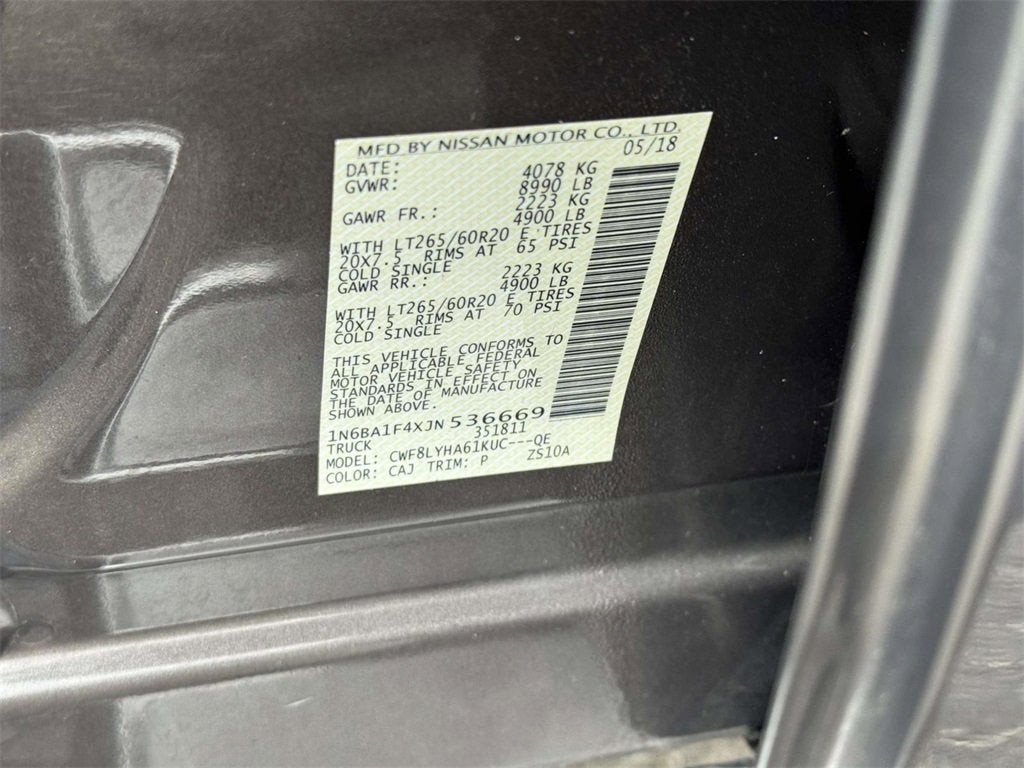 MFD BY NISSAN MOTOR CO., LTD.
DATE: 05/18
GVWR: 4078 KG
8990 LB
GAWR FR.: 2223 KG
4900 LB
WITH LT265/60R20 E TIRES
20X7.5 RIMS AT 65 PSI
COLD SINGLE
GAWR RR.: 2223 KG
4900 LB
WITH LT265/60R20 E TIRES
20X7.5 RIMS AT 70 PSI
COLD SINGLE
THIS VEHICLE CONFORMS TO
ALL APPLICABLE FEDERAL
MOTOR VEHICLE SAFETY
STANDARDS IN EFFECT ON
THE DATE OF MANUFACTURE
SHOWN ABOVE.
1N6BA1F4XJN536669
TRUCK 351811
MODEL: CWF8LYHA61KUC---QE
COLOR: CAJ TRIM: P ZS10A